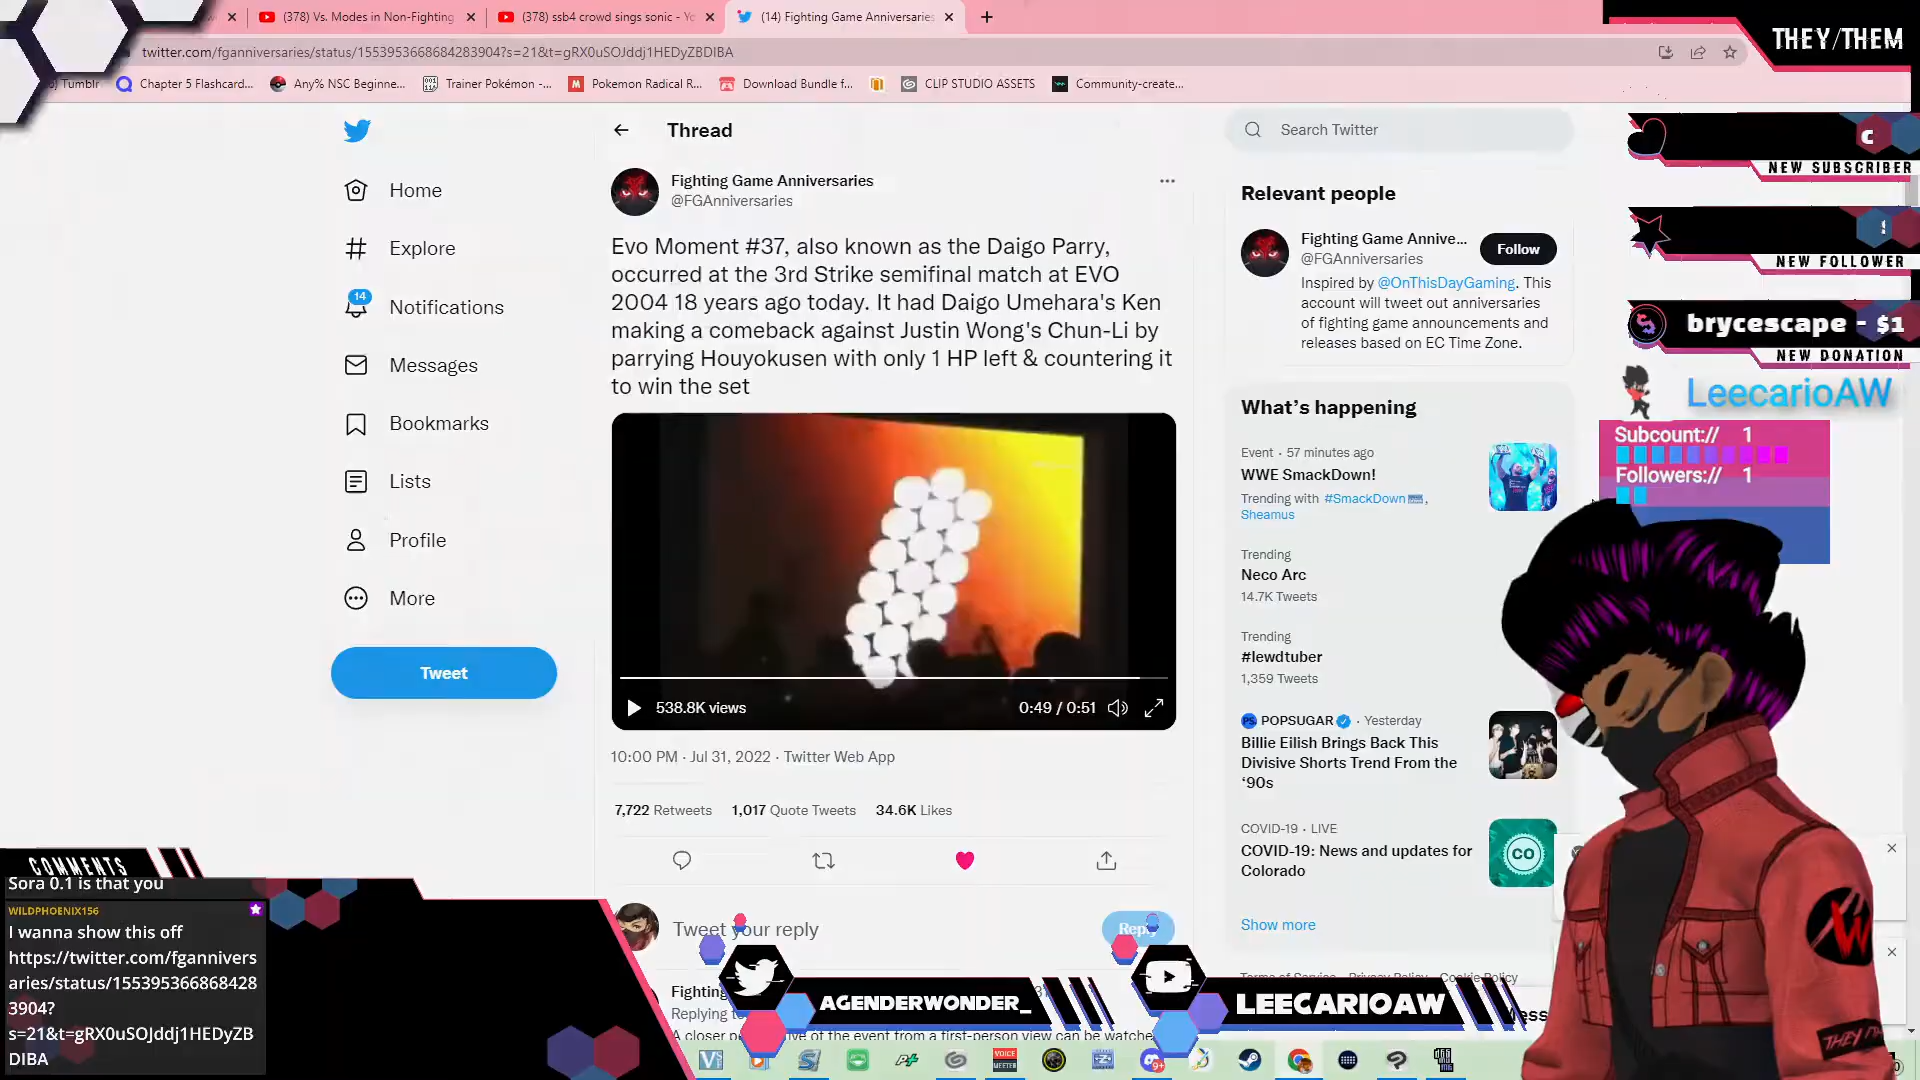 (378) Vs. Modes in Non-Fighting
(378) ssb4 crowd sings sonic - Yo
(14) Fighting Game Anniversaries
THEY/THEM
twitter.com/fganniversaries/status/1553953668684283904?s=21&t=gRX0uSOJddj1HEDyZBDIBA
Tumblr
Chapter 5 Flashcard...
Any% NSC Beginne...
Trainer Pokémon -...
Pokemon Radical R...
Download Bundle f...
CLIP STUDIO ASSETS
Community-create...
Thread
Search Twitter
C
NEW SUBSCRIBER
Home
Explore
14
Notifications
Messages
Bookmarks
Lists
Profile
More
Tweet
Fighting Game Anniversaries
@FGAnniversaries
Evo Moment #37, also known as the Daigo Parry,
occurred at the 3rd Strike semifinal match at EVO
2004 18 years ago today. It had Daigo Umehara's Ken
making a comeback against Justin Wong's Chun-Li by
parrying Houyokusen with only 1 HP left & countering it
to win the set
538.8K views
0:49 / 0:51
10:00 PM · Jul 31, 2022 · Twitter Web App
7,722 Retweets
1,017 Quote Tweets
34.6K Likes
Tweet your reply
Reply
Fighting
Replying to
A closer
of the event from a first-person view can be watche
Relevant people
Fighting Game Annive...
@FGAnniversaries
Follow
Inspired by @OnThisDayGaming. This
account will tweet out anniversaries
of fighting game announcements and
releases based on EC Time Zone.
What's happening
Event · 57 minutes ago
WWE SmackDown!
Trending with #SmackDown,
Sheamus
Trending
Neco Arc
14.7K Tweets
Trending
#lewdtuber
1,359 Tweets
PS POPSUGAR · Yesterday
Billie Eilish Brings Back This
Divisive Shorts Trend From the
'90s
COVID-19 · LIVE
COVID-19: News and updates for
Colorado
CO
Show more
Terms of Service Privacy Policy Cookie Policy
NEW FOLLOWER
brycescape - $1
NEW DONATION
LeecarioAW
Subcount:// 1
Followers:// 1
COMMENTS
Sora 0.1 is that you
WILDPHOENIX156
I wanna show this off
https://twitter.com/fgannivers
aries/status/155395366868428
3904?
s=21&t=gRX0uSOJddj1HEDyZB
DIBA
AGENDERWONDER_
LEECARIOAW
VOICE
MEETER
9+